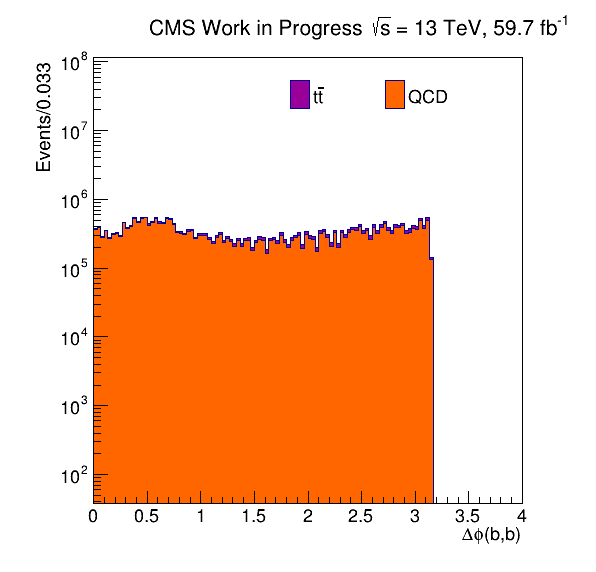 CMS Work in Progress √s = 13 TeV, 59.7 fb⁻¹
Events/0.033
10⁸
10⁷
10⁶
10⁵
10⁴
10³
10²
tt̄
QCD
0 0.5 1 1.5 2 2.5 3 3.5 4
Δϕ(b,b)